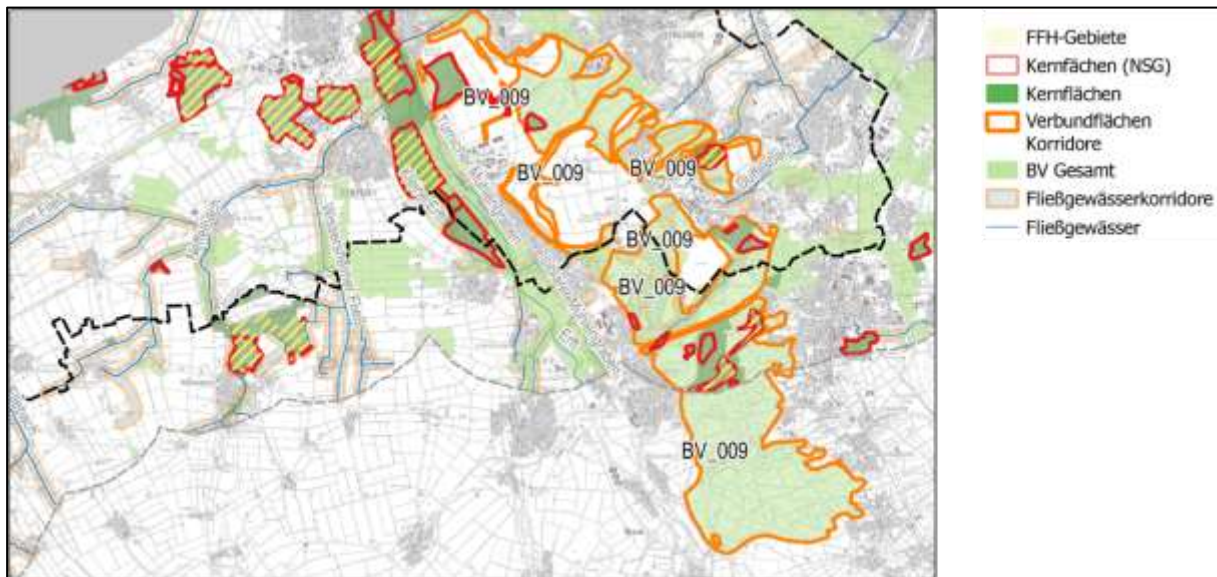 BV_009
BV_009
BV_009
BV_009
BV_009
BV_009
FFH-Gebiete
Kernfächen (NSG)
Kernflächen
Verbundflächen
Korridore
BV Gesamt
Fließgewässerkorridore
Fließgewässer